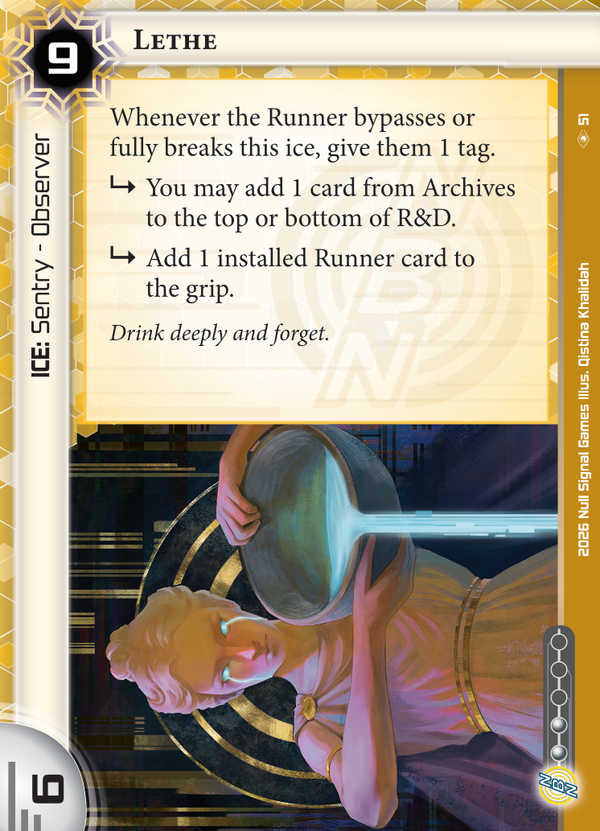 9
Lethe
Whenever the Runner bypasses or
fully breaks this ice, give them 1 tag.
↳ You may add 1 card from Archives
to the top or bottom of R&D.
↳ Add 1 installed Runner card to
the grip.
Drink deeply and forget.
ICE: Sentry - Observer
6
51
2026 Null Signal Games Illus. Qistina Khalidah
NBN
NBN